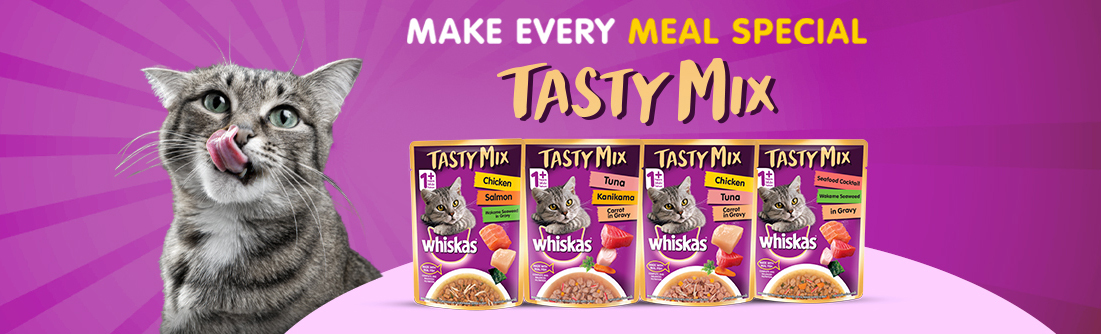 MAKE EVERY MEAL SPECIAL
TASTY MIX
TASTY MIX
1+
Chicken
Salmon
Wakame Seaweed
in Gravy
whiskas
TASTY MIX
1+
Tuna
Kanikama
Carrot
in Gravy
whiskas
TASTY MIX
1+
Chicken
Tuna
Carrot
in Gravy
whiskas
TASTY MIX
1+
Seafood Cocktail
Wakame Seaweed
in Gravy
whiskas